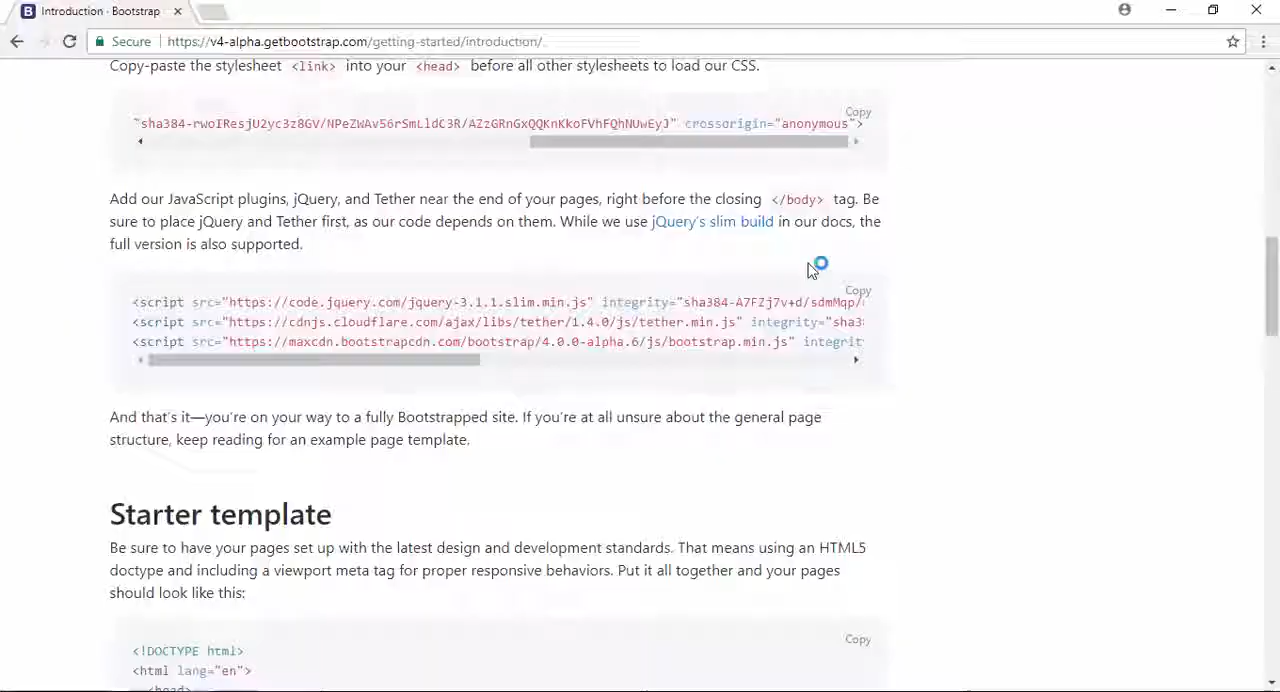 Introduction · Bootstrap
Secure https://v4-alpha.getbootstrap.com/getting-started/introduction/
Copy-paste the stylesheet <link> into your <head> before all other stylesheets to load our CSS.
Copy
"sha384-rwoIResjU2yc3z8GV/NPeZWAv56rSmLldC3R/AZzGRnGxQQKnKkoFVhFQhNUwEyJ" crossorigin="anonymous">
Add our JavaScript plugins, jQuery, and Tether near the end of your pages, right before the closing </body> tag. Be
sure to place jQuery and Tether first, as our code depends on them. While we use jQuery's slim build in our docs, the
full version is also supported.
Copy
<script src="https://code.jquery.com/jquery-3.1.1.slim.min.js" integrity="sha384-A7FZj7v+d/sdmMqp/
<script src="https://cdnjs.cloudflare.com/ajax/libs/tether/1.4.0/js/tether.min.js" integrity="sha3
<script src="https://maxcdn.bootstrapcdn.com/bootstrap/4.0.0-alpha.6/js/bootstrap.min.js" integrit
And that's it—you're on your way to a fully Bootstrapped site. If you're at all unsure about the general page
structure, keep reading for an example page template.
Starter template
Be sure to have your pages set up with the latest design and development standards. That means using an HTML5
doctype and including a viewport meta tag for proper responsive behaviors. Put it all together and your pages
should look like this:
Copy
<!DOCTYPE html>
<html lang="en">
<head>